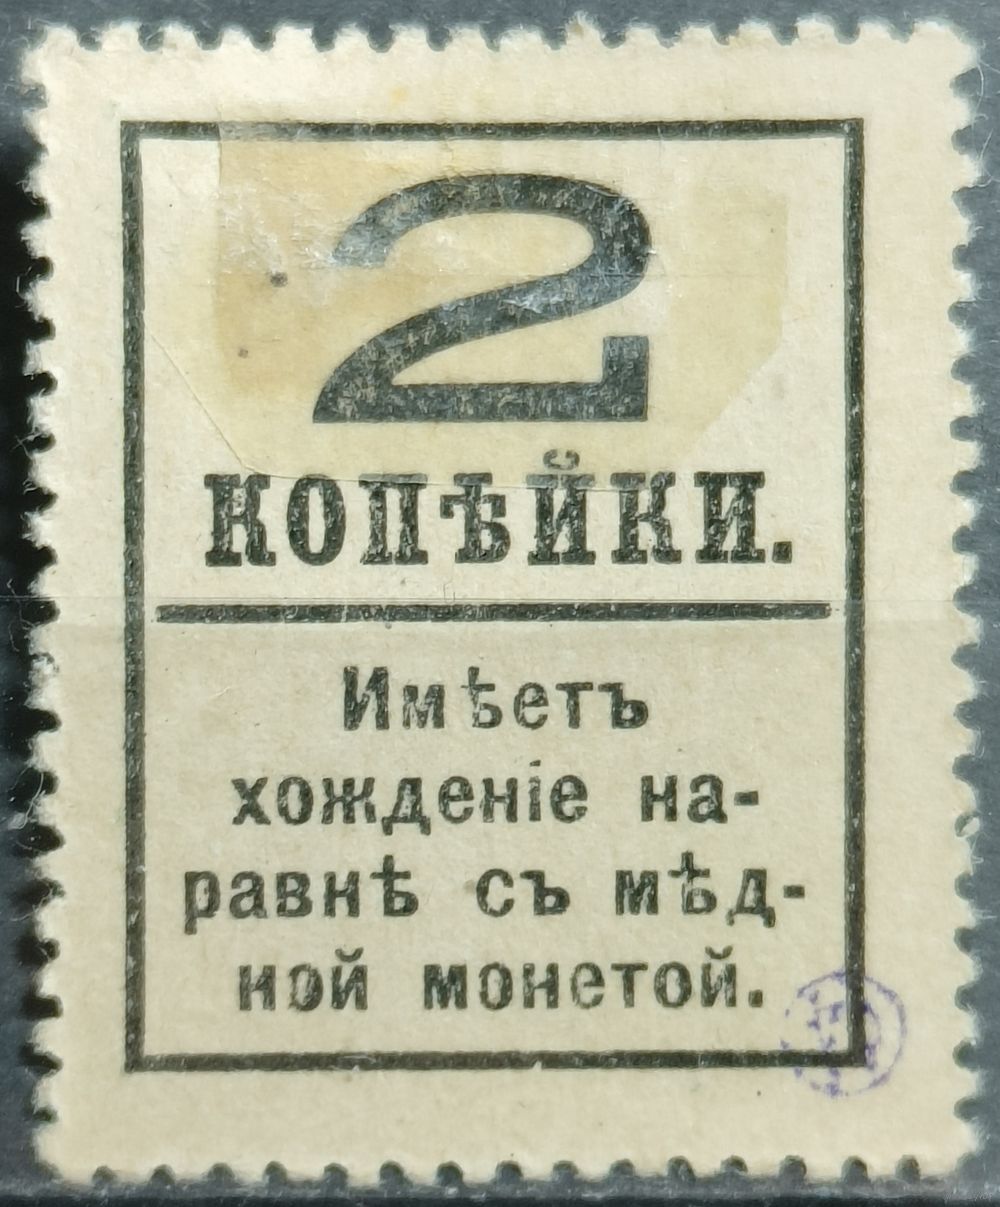 2
КОПѢЙКИ.
Имѣетъ
хожденіе на-
равнѣ съ мѣд-
ной монетой.